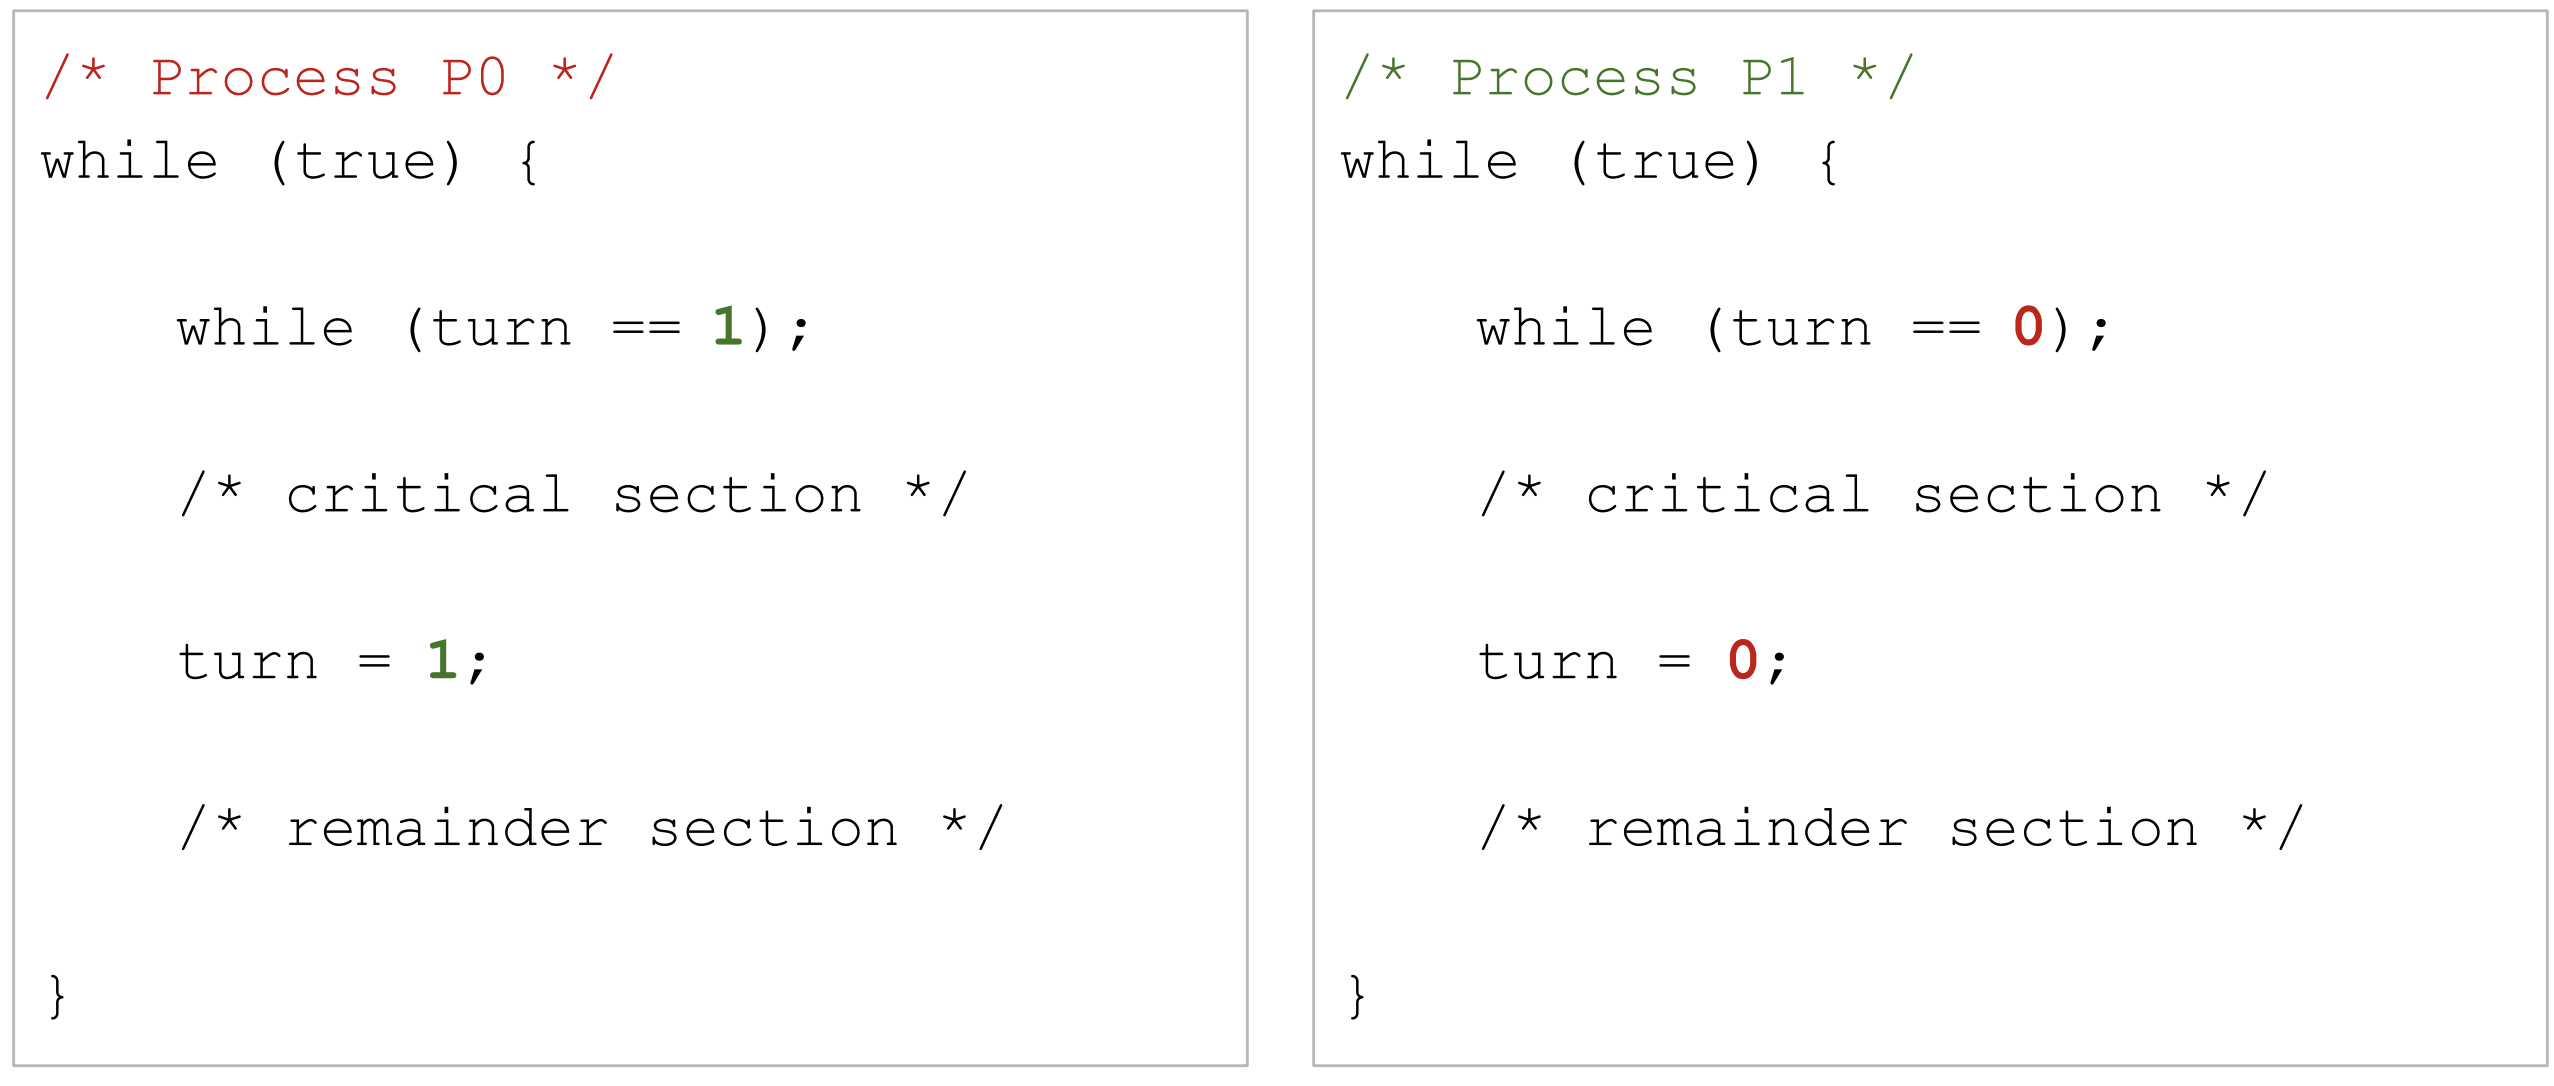 /* Process P0 */
while (true) {
while (turn == 1);
/* critical section */
turn = 1;
/* remainder section */
}
/* Process P1 */
while (true) {
while (turn == 0);
/* critical section */
turn = 0;
/* remainder section */
}